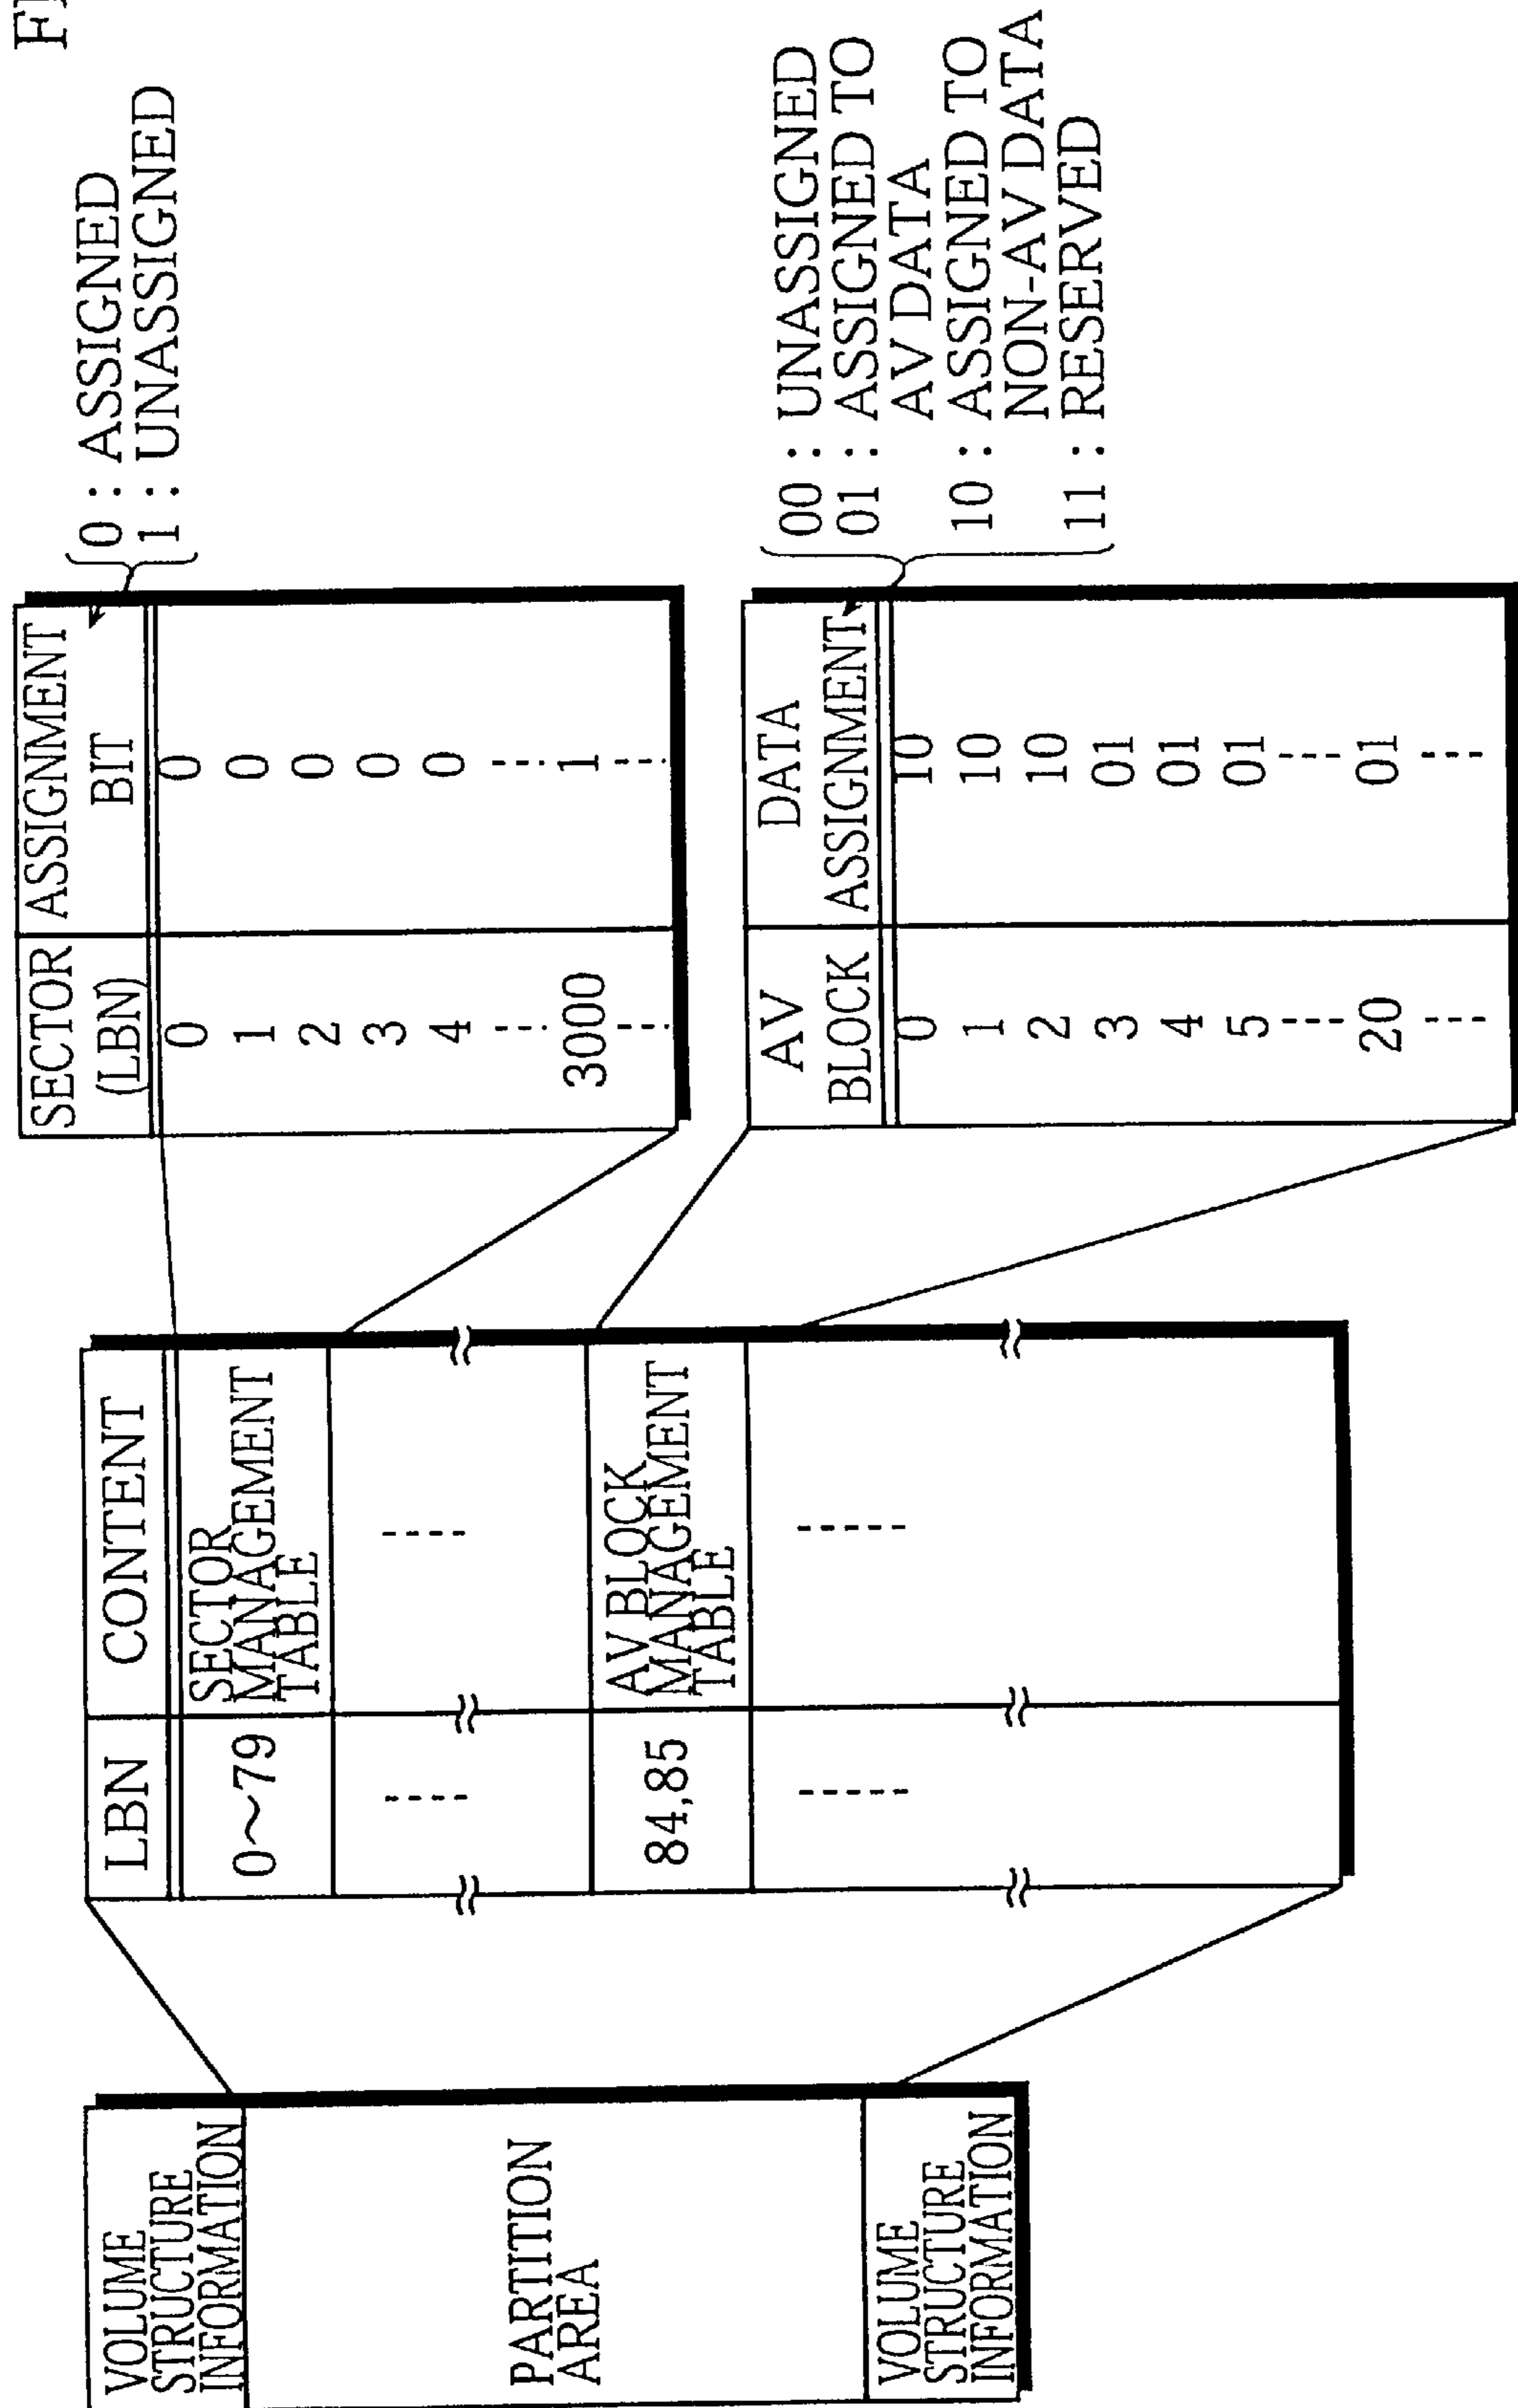 VOLUME
STRUCTURE
INFORMATION
PARTITION
AREA
VOLUME
STRUCTURE
INFORMATION
LBN CONTENT
0~79 SECTOR
MANAGEMENT
TABLE
84,85 AV BLOCK
MANAGEMENT
TABLE
SECTOR ASSIGNMENT
(LBN) BIT
0 0
1 0
2 0
3 0
4 0
3000 1
0 : ASSIGNED
1 : UNASSIGNED
AV DATA
BLOCK ASSIGNMENT
0 10
1 10
2 10
3 01
4 01
5 01
20 01
00 : UNASSIGNED
01 : ASSIGNED TO
AV DATA
10 : ASSIGNED TO
NON-AV DATA
11 : RESERVED